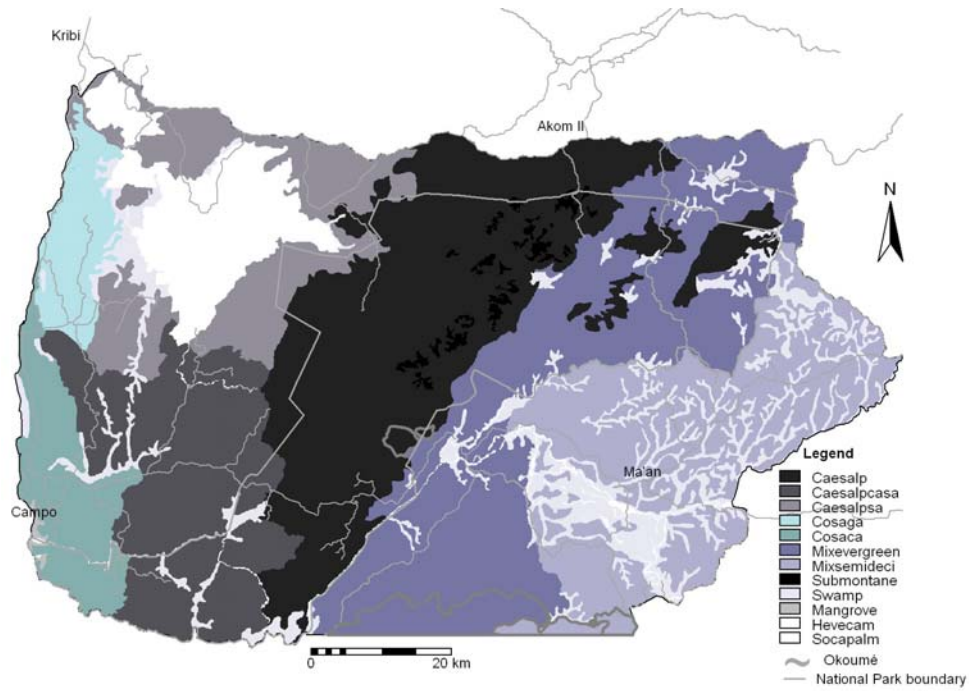 Kribi
Akom II
N
Ma'an
Campo
Legend
Caesalp
Caesalpcasa
Caesalpsa
Cosaga
Cosaca
Mixevergreen
Mixsemideci
Submontane
Swamp
Mangrove
Hevecam
Socapalm
Okoumé
National Park boundary
0 20 km